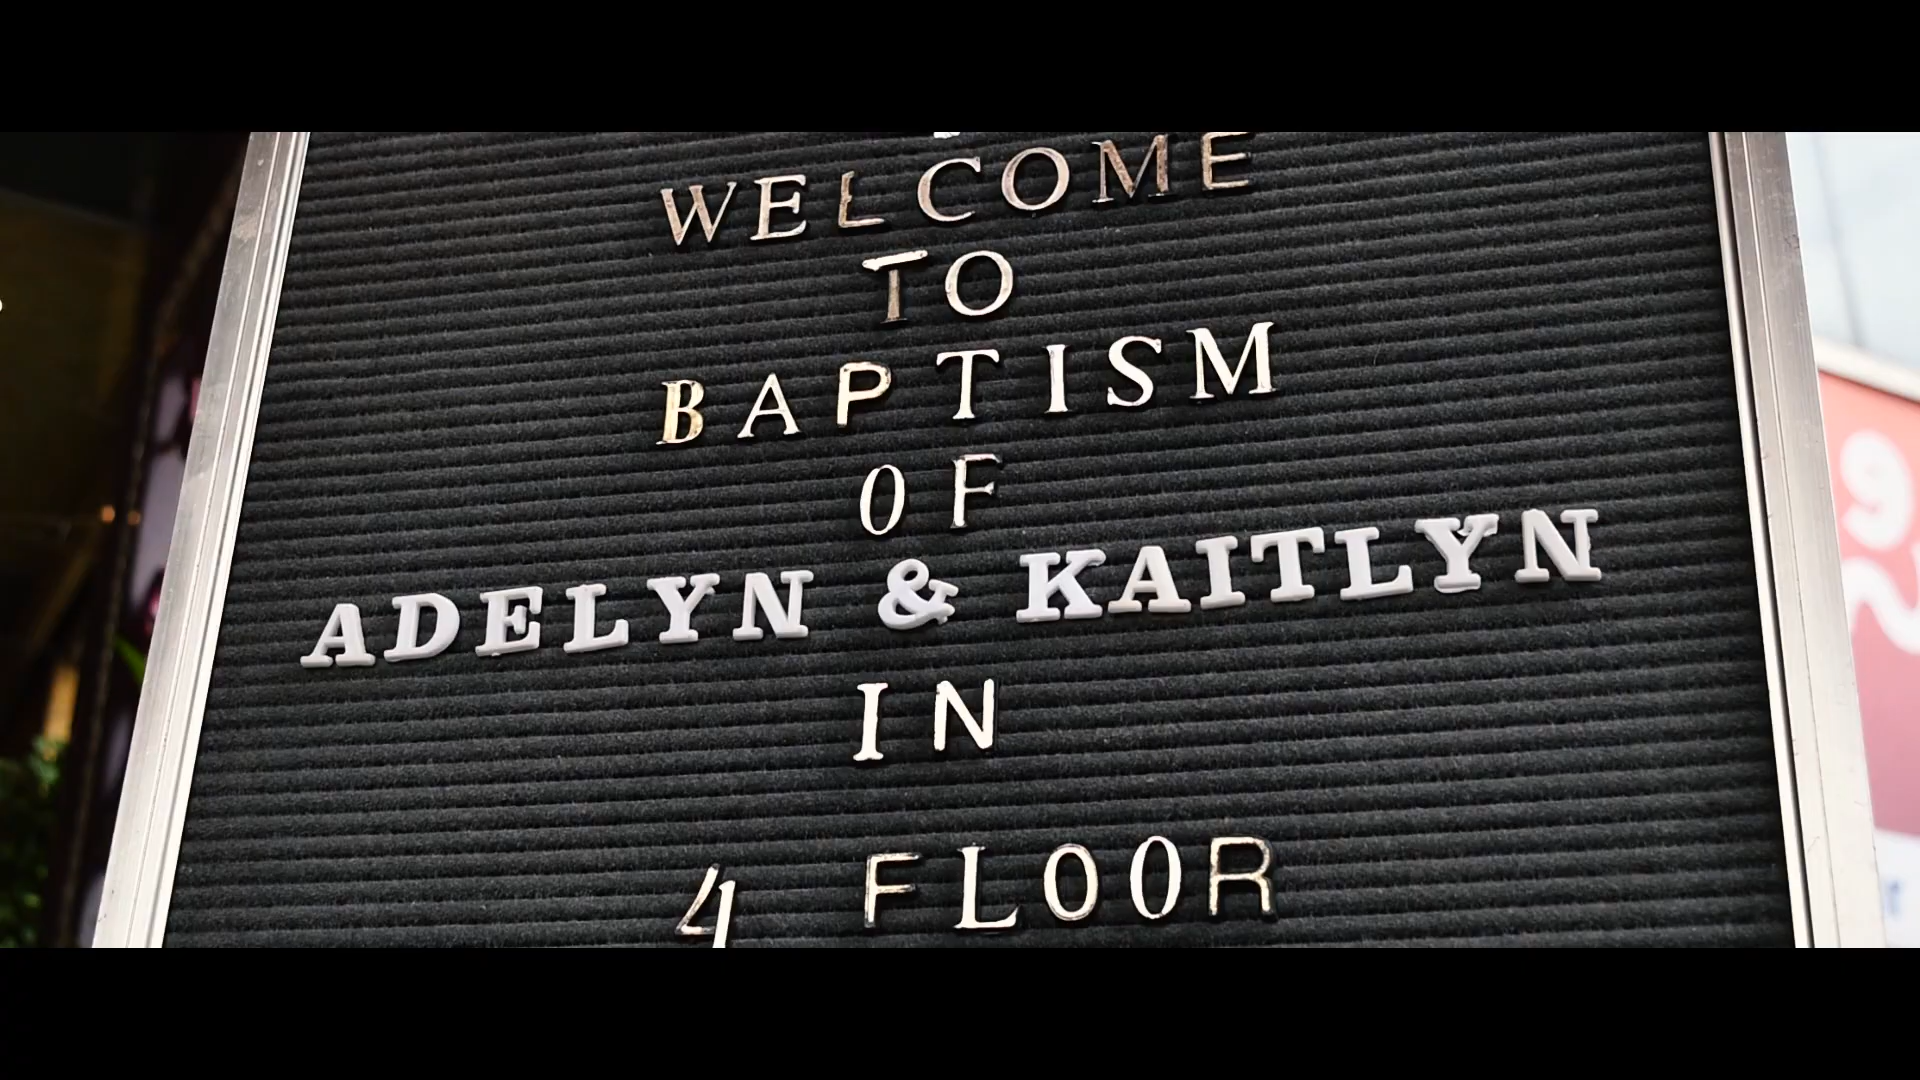 WELCOME
TO
BAPTISM
OF
ADELYN & KAITLYN
IN
4 FLOOR